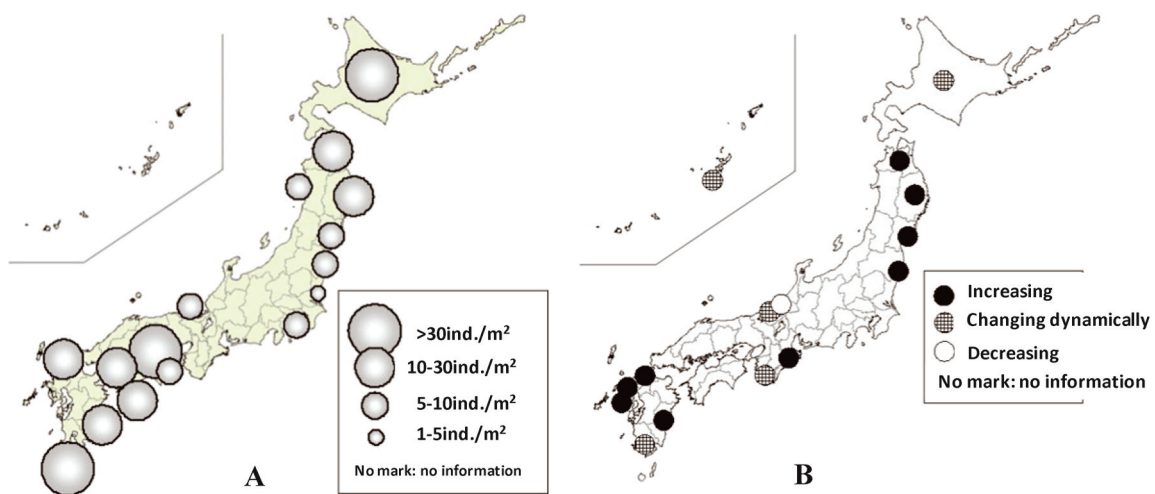 >30ind./m²
10-30ind./m²
5-10ind./m²
1-5ind./m²
No mark: no information
A
Increasing
Changing dynamically
Decreasing
No mark: no information
B